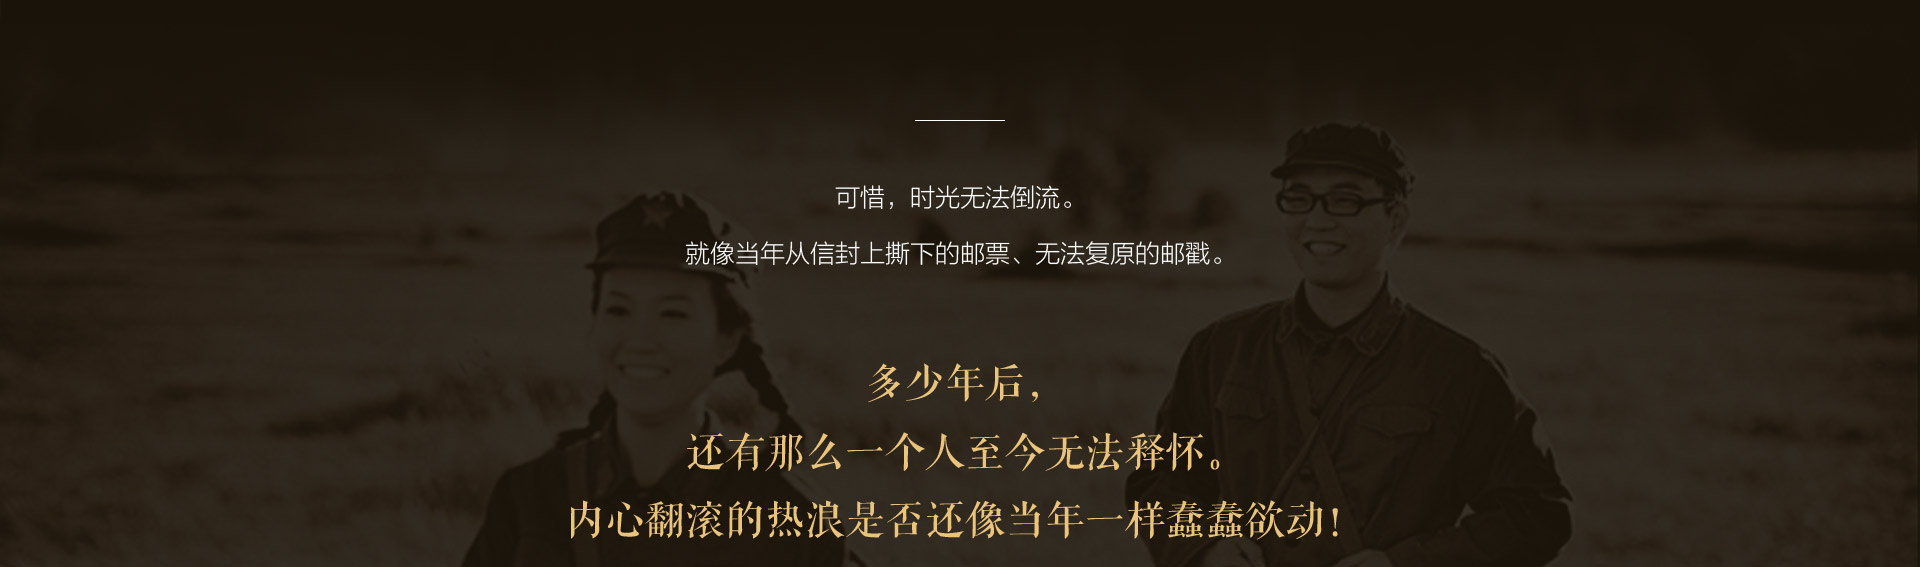 可惜，时光无法倒流。
就像当年从信封上撕下的邮票、无法复原的邮戳。
多少年后，
还有那么一个人至今无法释怀。
内心翻滚的热浪是否还像当年一样蠢蠢欲动！